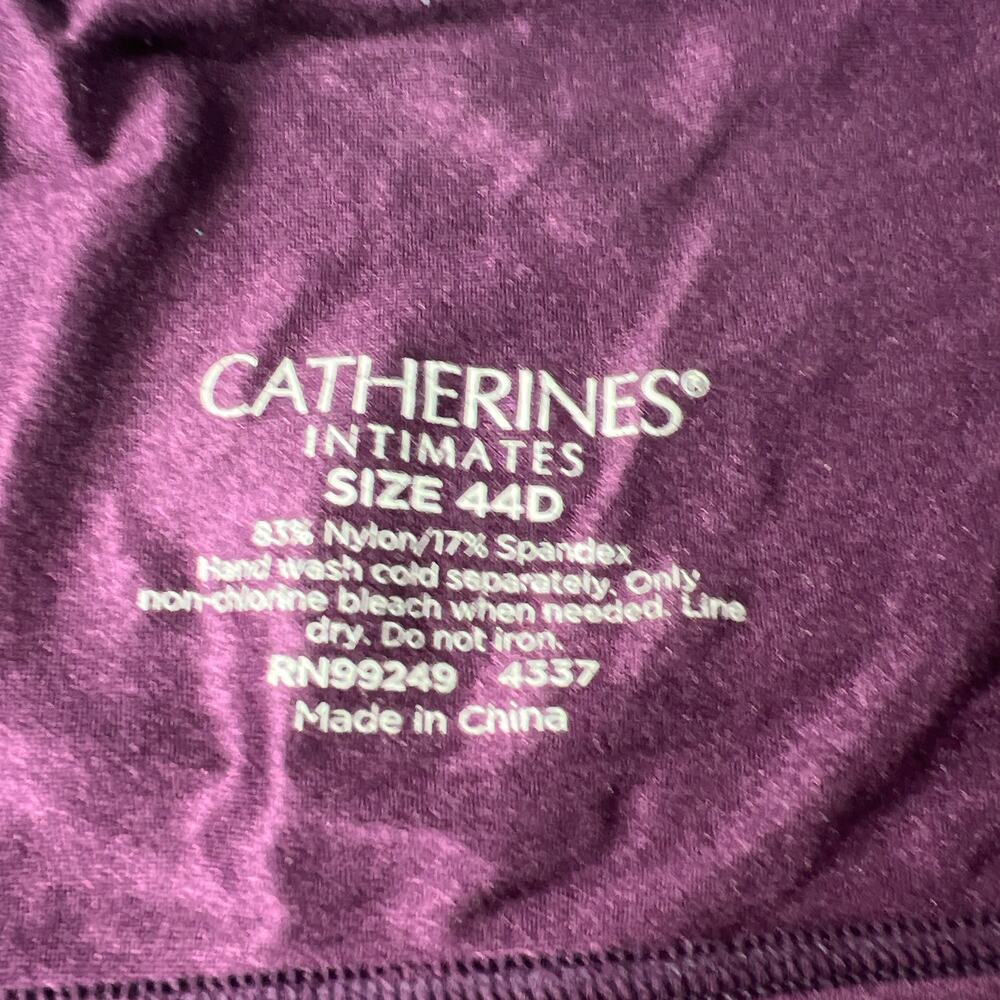 CATHERINES®
INTIMATES
SIZE 44D
83% Nylon/17% Spandex
Hand wash cold separately. Only
non-chlorine bleach when needed. Line
dry. Do not iron.
RN99249 4337
Made in China